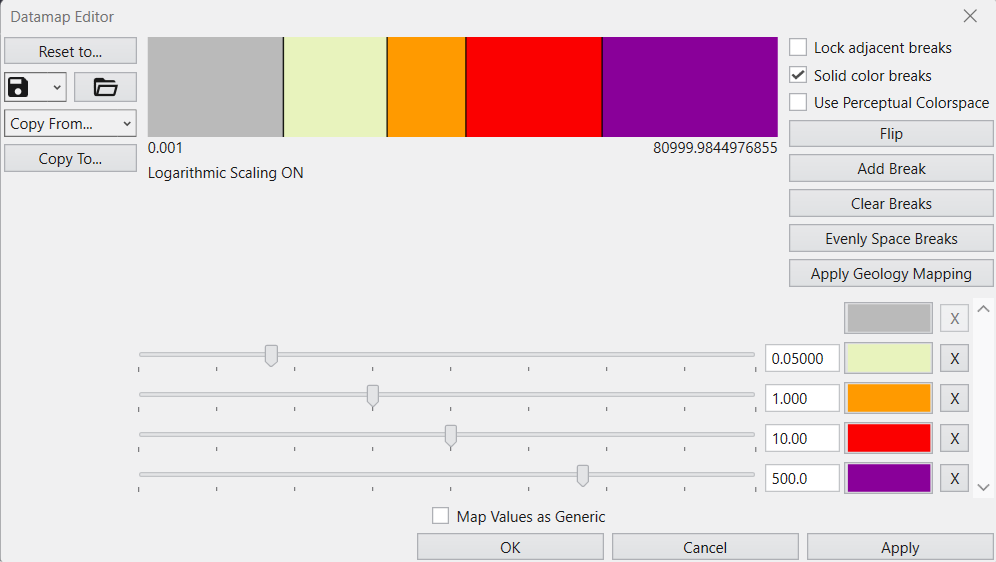 Datamap Editor
Reset to...
Copy From...
Copy To...
0.001
80999.9844976855
Logarithmic Scaling ON
Lock adjacent breaks
Solid color breaks
Use Perceptual Colorspace
Flip
Add Break
Clear Breaks
Evenly Space Breaks
Apply Geology Mapping
X
0.05000 X
1.000 X
10.00 X
500.0 X
Map Values as Generic
OK Cancel Apply